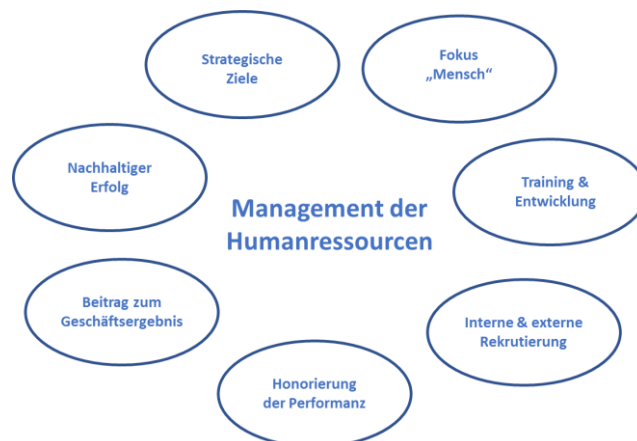 Strategische
Ziele
Fokus
„Mensch“
Nachhaltiger
Erfolg
Training &
Entwicklung
Management der
Humanressourcen
Beitrag zum
Geschäftsergebnis
Interne & externe
Rekrutierung
Honorierung
der Performanz